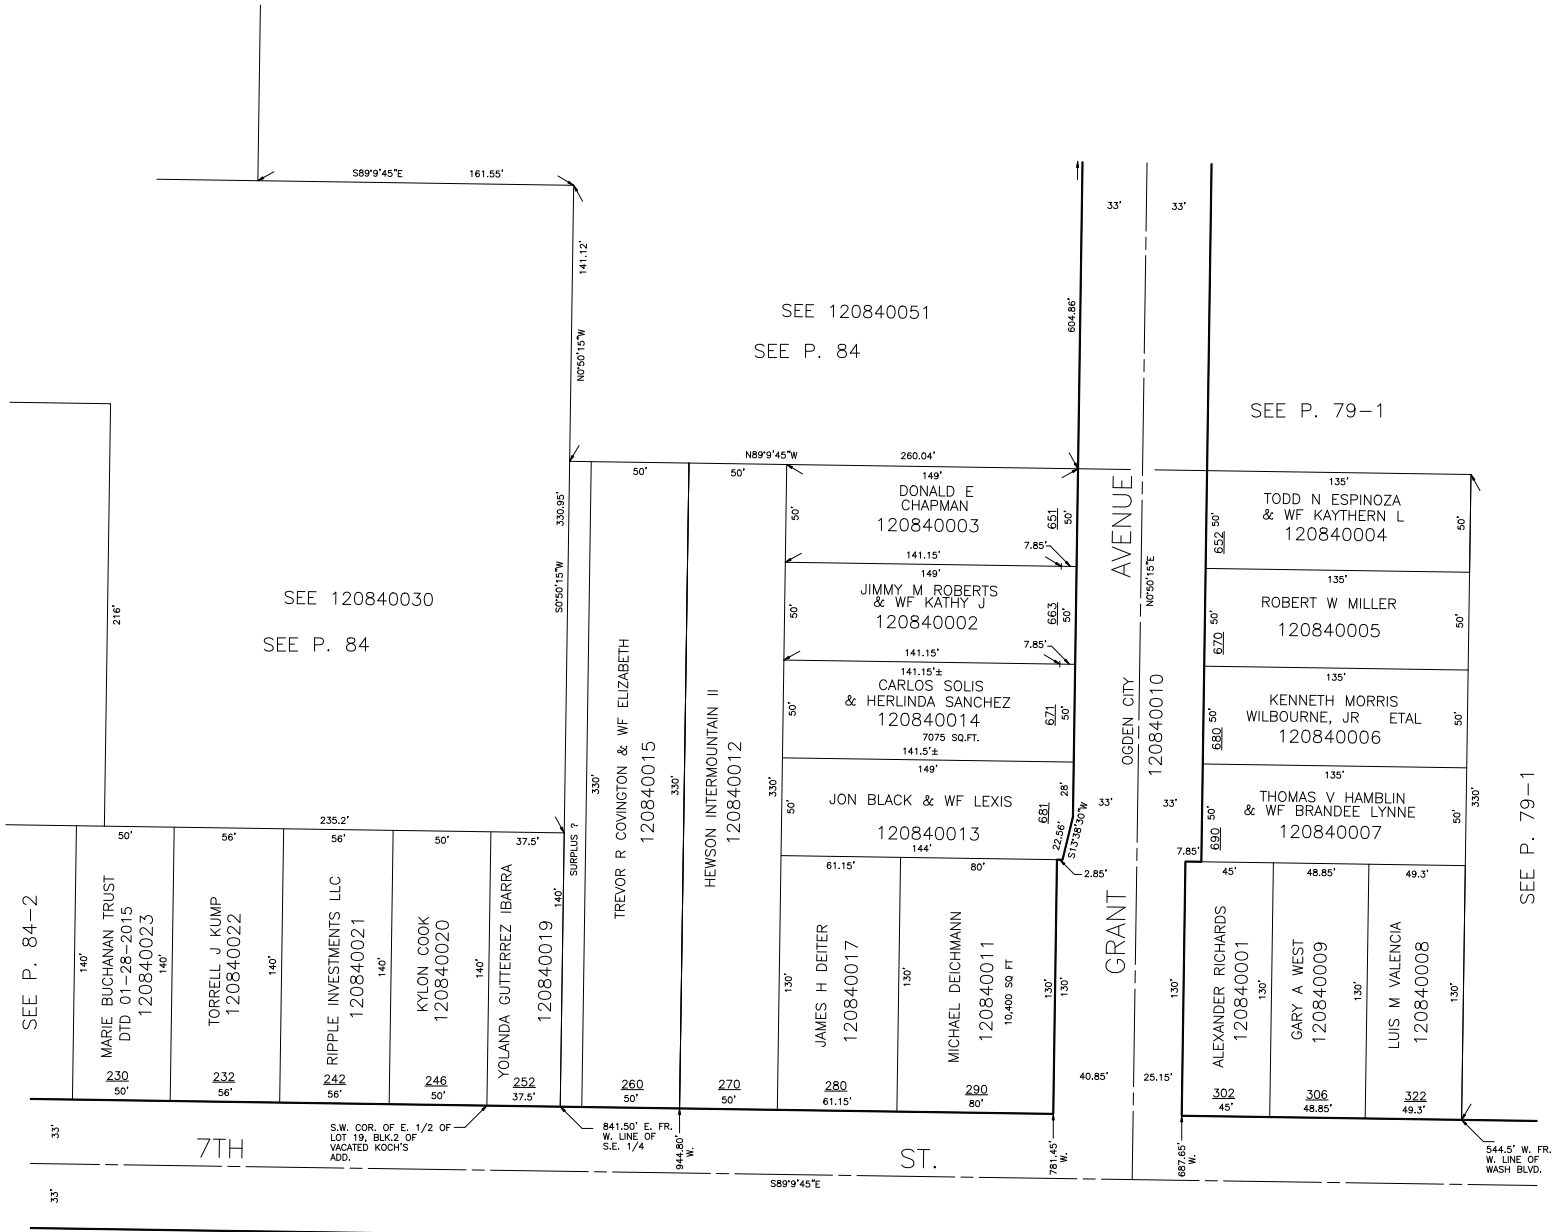 S89°9'45"E 161.55'
141.12'
N0°50'15"W
SEE 120840051
SEE P. 84
604.86'
33' 33'
SEE P. 79-1
N89°9'45"W 260.04'
216'
SEE 120840030
SEE P. 84
330.95'
S0°50'15"W
SURPLUS ?
235.2'
50'
TREVOR R COVINGTON & WF ELIZABETH
120840015
330'
330'
260
50'
50'
HEWSON INTERMOUNTAIN II
120840012
330'
270
50'
149'
DONALD E
CHAPMAN
120840003
50'
651
50'
7.85'
141.15'
149'
JIMMY M ROBERTS
& WF KATHY J
120840002
50'
663
50'
7.85'
141.15'
141.15'±
CARLOS SOLIS
& HERLINDA SANCHEZ
120840014
7075 SQ.FT.
50'
671
50'
141.5'±
149'
JON BLACK & WF LEXIS
120840013
50'
681
28'
22.56'
S13°38'30"W
144'
2.85'
AVENUE
N0°50'15"E
OGDEN CITY
120840010
33' 33'
GRANT
40.85' 25.15'
135'
TODD N ESPINOZA
& WF KAYTHERN L
120840004
652
50'
50'
135'
ROBERT W MILLER
120840005
670
50'
50'
135'
KENNETH MORRIS
WILBOURNE, JR ETAL
120840006
680
50'
50'
135'
THOMAS V HAMBLIN
& WF BRANDEE LYNNE
120840007
690
50'
50'
330'
7.85'
SEE P. 79-1
SEE P. 84-2
50'
140'
MARIE BUCHANAN TRUST
DTD 01-28-2015
120840023
140'
230
50'
56'
TORRELL J KUMP
120840022
140'
232
56'
56'
RIPPLE INVESTMENTS LLC
120840021
140'
242
56'
50'
KYLON COOK
120840020
140'
246
50'
37.5'
YOLANDA GUTTERREZ IBARRA
120840019
140'
252
37.5'
61.15'
130'
JAMES H DEITER
120840017
280
61.15'
80'
130'
MICHAEL DEICHMANN
120840011
10,400 SQ FT
130'
130'
290
80'
130'
45'
ALEXANDER RICHARDS
120840001
130'
302
45'
48.85'
GARY A WEST
120840009
130'
306
48.85'
49.3'
LUIS M VALENCIA
120840008
130'
322
49.3'
33'
33'
7TH ST.
S89°9'45"E
S.W. COR. OF E. 1/2 OF
LOT 19, BLK.2 OF
VACATED KOCH'S
ADD.
841.50' E. FR.
W. LINE OF
S.E. 1/4
944.80'
W.
781.45'
W.
687.65'
W.
544.5' W. FR.
W. LINE OF
WASH BLVD.